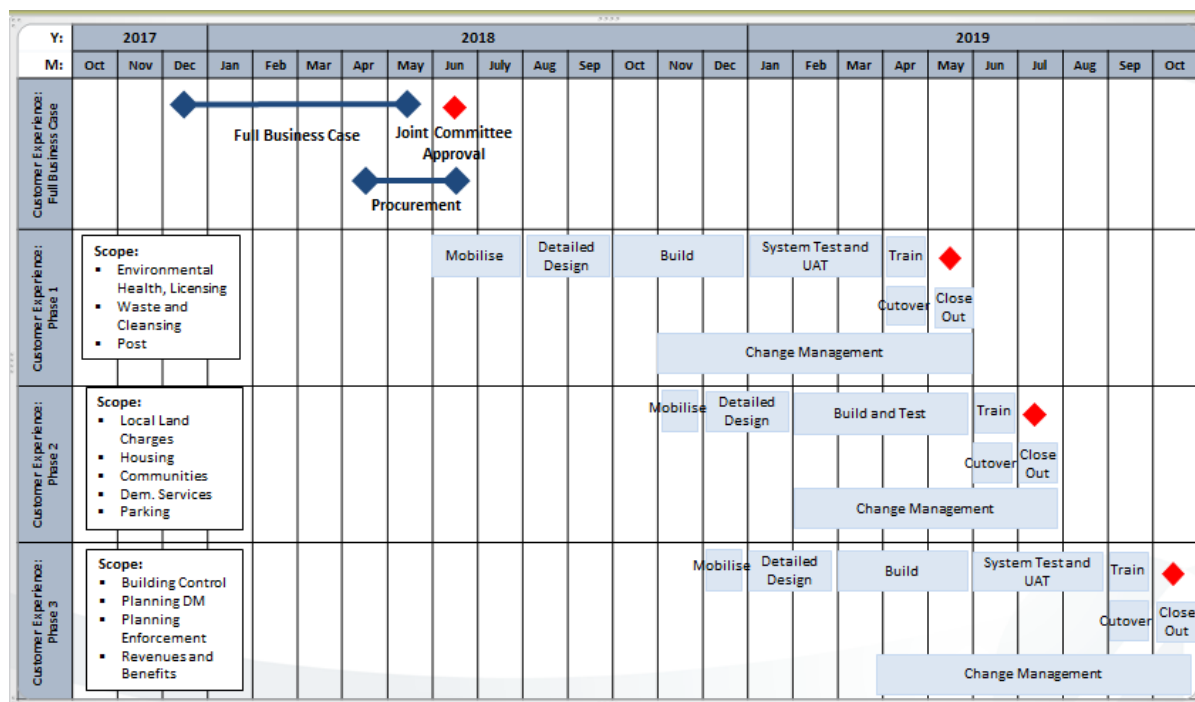 Y: 2017 2018 2019
M: Oct Nov Dec Jan Feb Mar Apr May Jun July Aug Sep Oct Nov Dec Jan Feb Mar Apr May Jun Jul Aug Sep Oct
Customer Experience:
Full Business Case
Full Business Case
Joint Committee
Approval
Procurement
Customer Experience:
Phase 1
Scope:
▪ Environmental
Health, Licensing
▪ Waste and
Cleansing
▪ Post
Mobilise
Detailed
Design
Build
System Test and
UAT
Train
Cutover
Close
Out
Change Management
Customer Experience:
Phase 2
Scope:
▪ Local Land
Charges
▪ Housing
▪ Communities
▪ Dem. Services
▪ Parking
Mobilise
Detailed
Design
Build and Test
Train
Cutover
Close
Out
Change Management
Customer Experience:
Phase 3
Scope:
▪ Building Control
▪ Planning DM
▪ Planning
Enforcement
▪ Revenues and
Benefits
Mobilise
Detailed
Design
Build
System Test and
UAT
Train
Cutover
Close
Out
Change Management